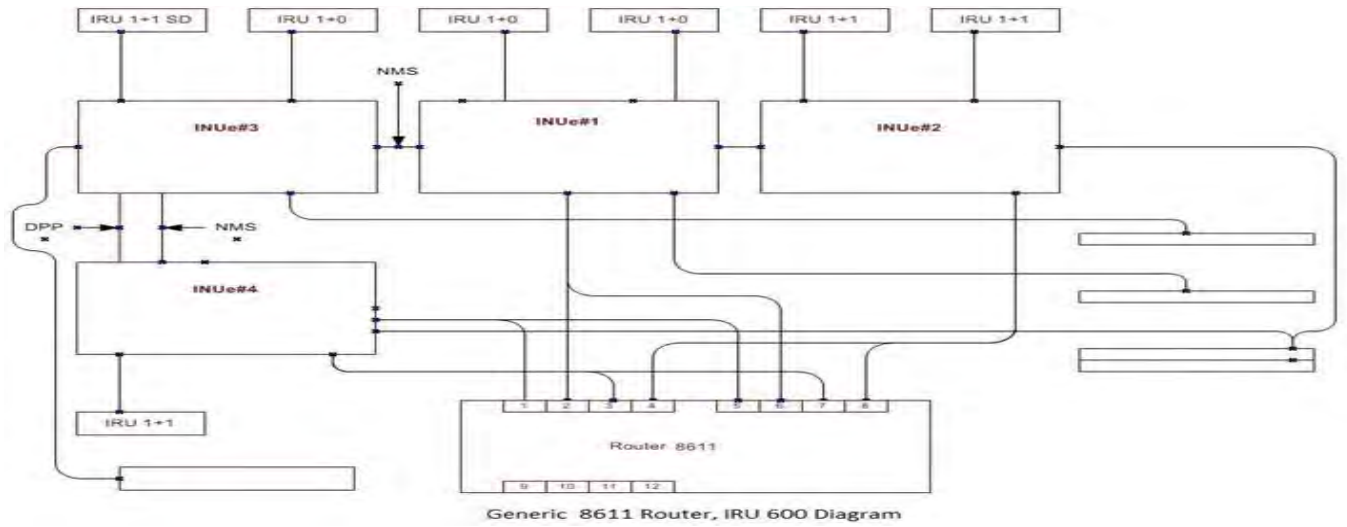 IRU 1+1 SD IRU 1+0 IRU 1+0 IRU 1+0 IRU 1+1 IRU 1+1
NMS
INUe#3 INUe#1 INUe#2
DPP NMS
INUe#4
1 2 3 4 5 6 7 8
IRU 1+1
Router 8611
9 10 11 12
Generic 8611 Router, IRU 600 Diagram